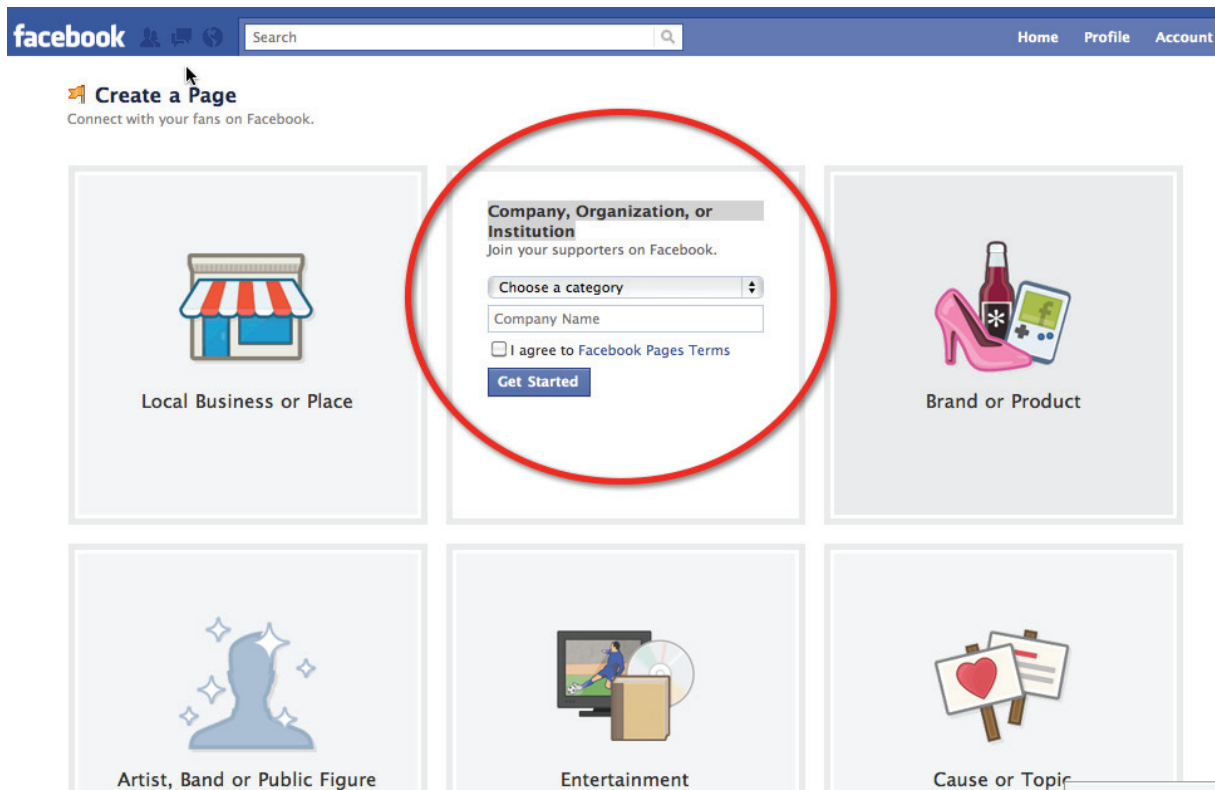 facebook
Search
Home Profile Account
Create a Page
Connect with your fans on Facebook.
Local Business or Place
Company, Organization, or
Institution
Join your supporters on Facebook.
Choose a category
Company Name
I agree to Facebook Pages Terms
Get Started
Brand or Product
Artist, Band or Public Figure
Entertainment
Cause or Topic